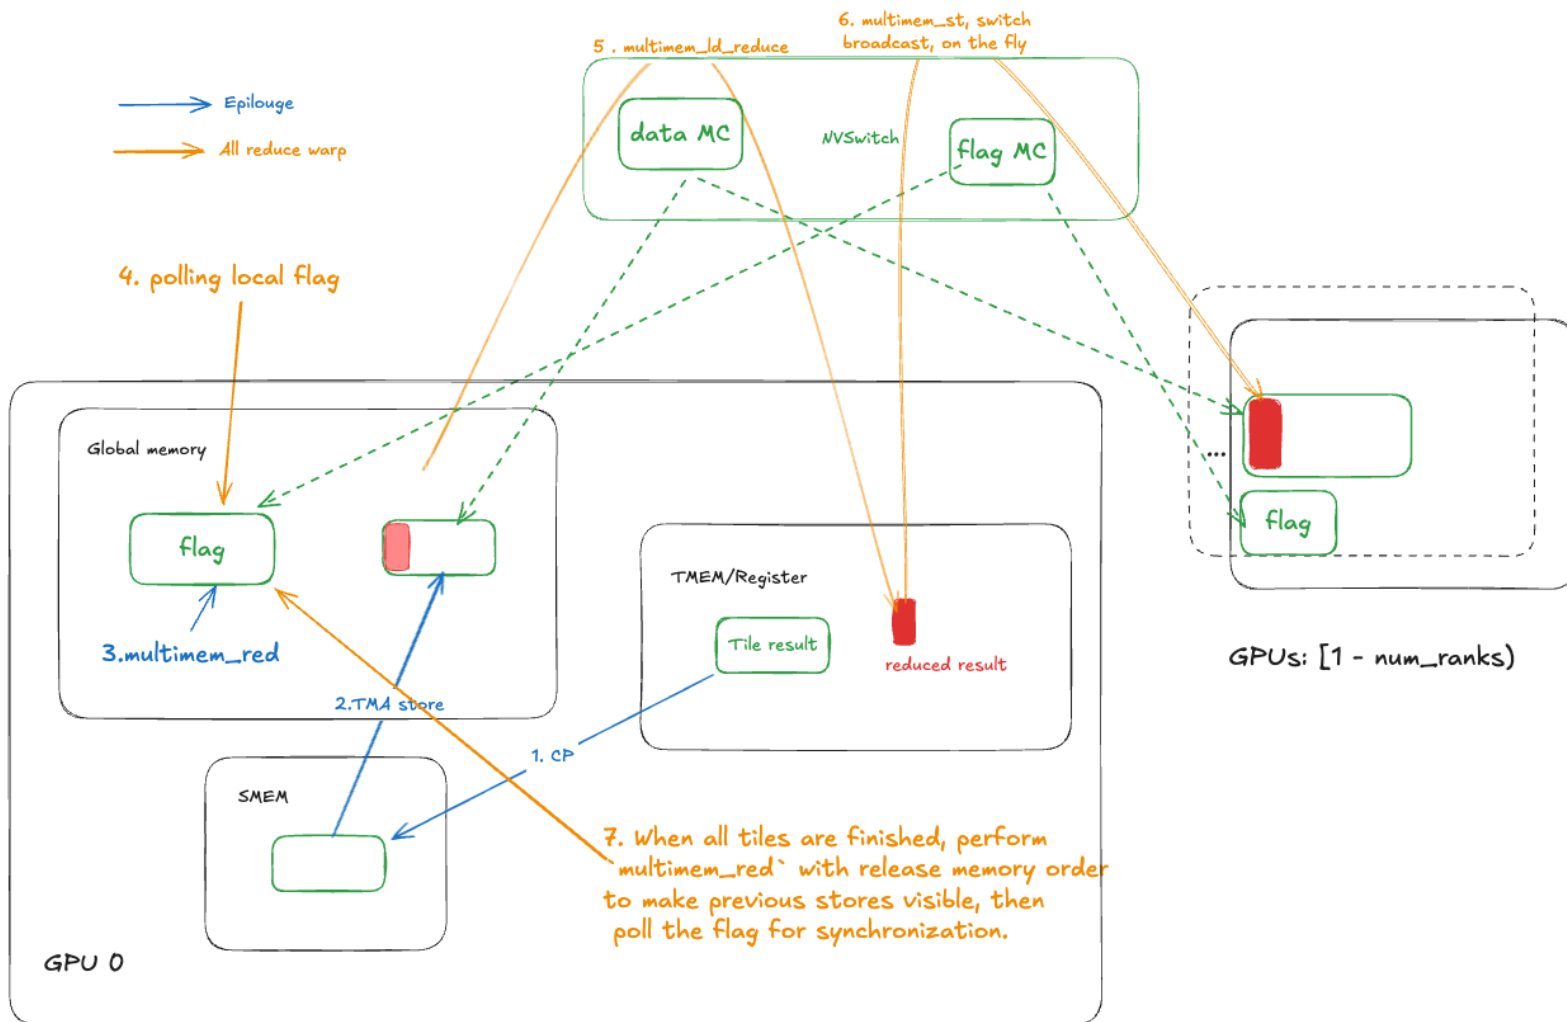 5 . multimem_ld_reduce
6. multimem_st, switch
broadcast, on the fly
Epilouge
All reduce warp
data MC
NVSwitch
flag MC
4. polling local flag
Global memory
flag
3.multimem_red
2.TMA store
TMEM/Register
Tile result
reduced result
1. CP
SMEM
7. When all tiles are finished, perform
`multimem_red` with release memory order
to make previous stores visible, then
poll the flag for synchronization.
GPU 0
...
flag
GPUs: [1 - num_ranks)